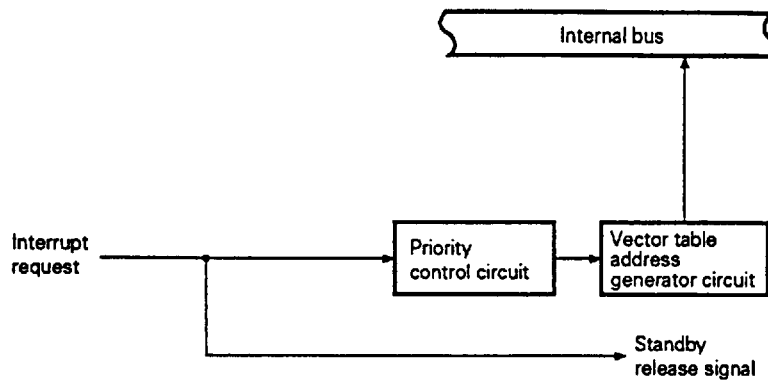 Internal bus
Interrupt
request
Priority
control circuit
Vector table
address
generator circuit
Standby
release signal